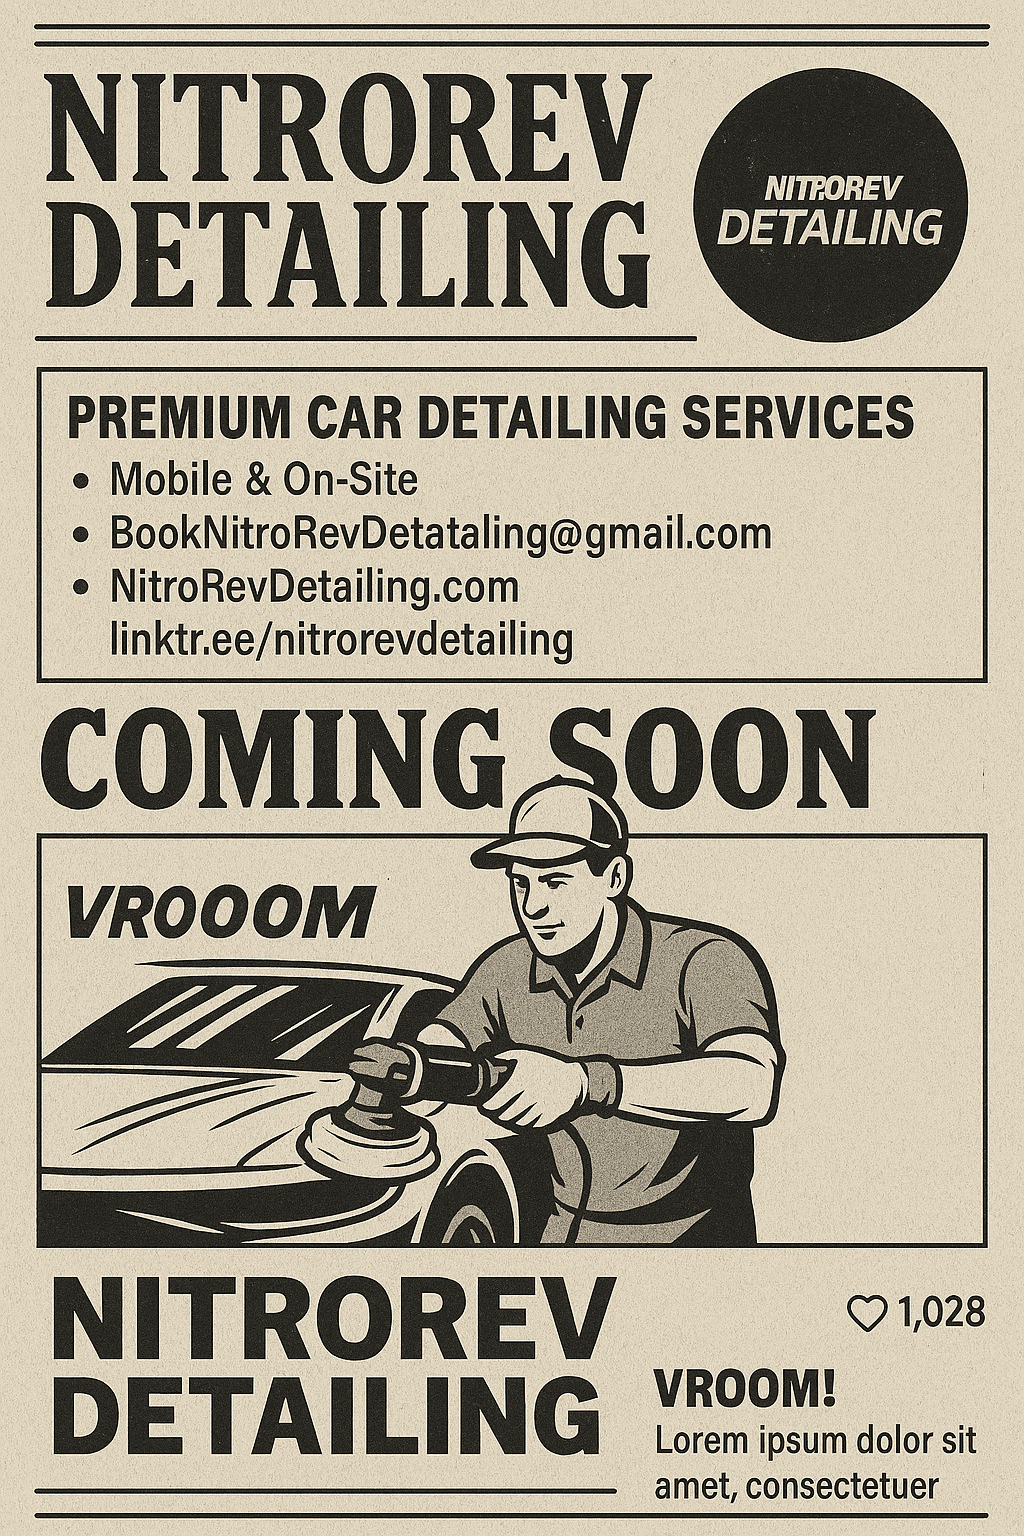 NITROREV
DETAILING
NITROREV
DETAILING
PREMIUM CAR DETAILING SERVICES
• Mobile & On-Site
• BookNitroRevDetataling@gmail.com
• NitroRevDetailing.com
linktr.ee/nitrorevdetailing
COMING SOON
VROOOM
NITROREV
DETAILING
1,028
VROOM!
Lorem ipsum dolor sit
amet, consectetuer